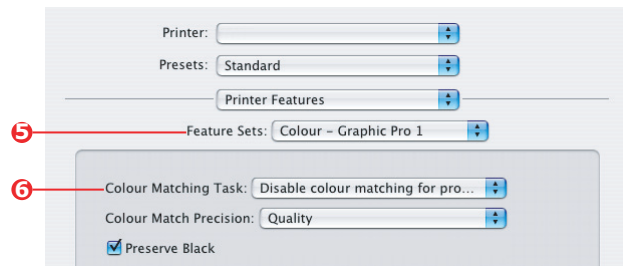 Printer:
Presets: Standard
Printer Features
5 Feature Sets: Colour – Graphic Pro 1
6 Colour Matching Task: Disable colour matching for pro...
Colour Match Precision: Quality
Preserve Black